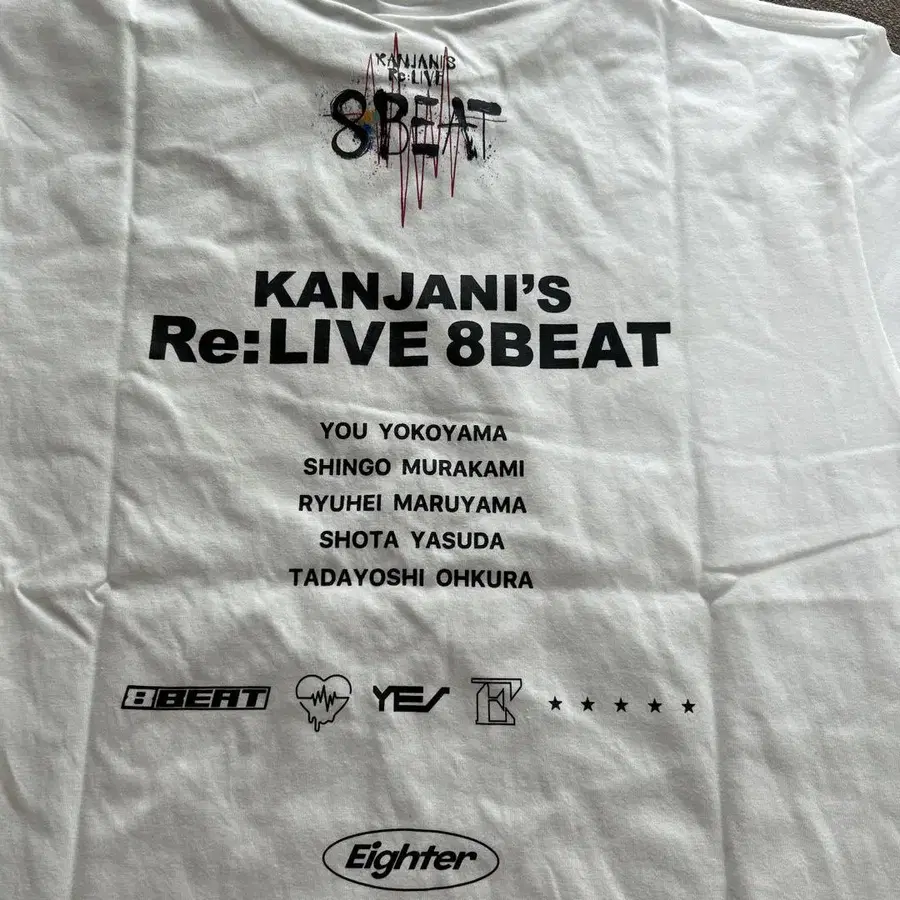 KANJANI'S
Re:LIVE
8BEAT
KANJANI'S
Re:LIVE 8BEAT
YOU YOKOYAMA
SHINGO MURAKAMI
RYUHEI MARUYAMA
SHOTA YASUDA
TADAYOSHI OHKURA
8BEAT YES E ★ ★ ★ ★ ★
Eighter